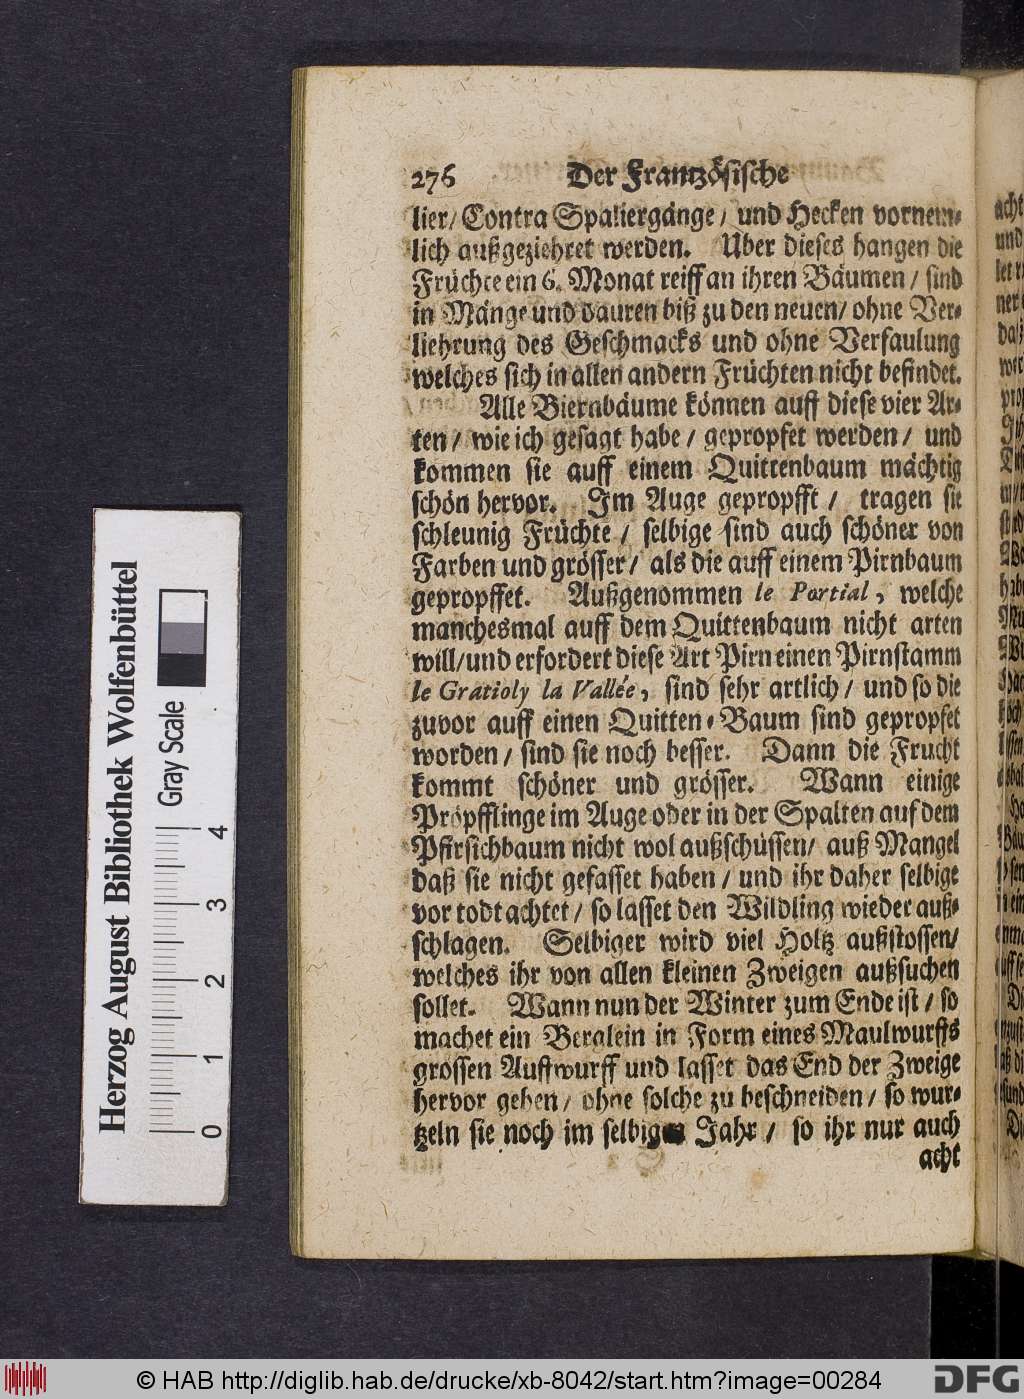 276 Der Frantzösische
lier/ Contra Spaliergänge/ und Hecken vornem-
lich außgeziehret werden. Uber dieses hangen die
Früchte ein 6. Monat reiff an ihren Bäumen / sind
in Mänge und dauren biß zu den neuen/ ohne Ver-
liehrung des Geschmacks und ohne Verfaulung
welches sich in allen andern Früchten nicht befindet.
Alle Biernbäume können auff diese vier Ar-
ten / wie ich gesagt habe / gepropfet werden / und
kommen sie auff einem Quittenbaum mächtig
schön hervor. Im Auge gepropfft / tragen sie
schleunig Früchte / selbige sind auch schöner von
Farben und grösser / als die auff einem Pirnbaum
gepropffet. Außgenommen le Portial, welche
manchesmal auff dem Quittenbaum nicht arten
will/ und erfordert diese Art Pirn einen Pirnstamm
le Gratioly la Vallée, sind sehr artlich / und so die
zuvor auff einen Quitten-Baum sind gepropfet
worden / sind sie noch besser. Dann die Frucht
kommt schöner und grösser. Wann einige
Pröpfflinge im Auge oder in der Spalten auf dem
Pfirsichbaum nicht wol außschüssen/ auß Mangel
daß sie nicht gefasset haben / und ihr daher selbige
vor todt achtet / so lasset den Wildling wieder auß-
schlagen. Selbiger wird viel Holtz außstossen/
welches ihr von allen kleinen Zweigen außsuchen
sollet. Wann nun der Winter zum Ende ist / so
machet ein Berglein in Form eines Maulwurffs
grossen Auffwurff und lasset das End der Zweige
hervor gehen / ohne solche zu beschneiden / so wur-
tzeln sie noch im selbigen Jahr / so ihr nur auch
acht
Herzog August Bibliothek Wolfenbüttel
Gray Scale
0 1 2 3 4
© HAB http://diglib.hab.de/drucke/xb-8042/start.htm?image=00284
DFG